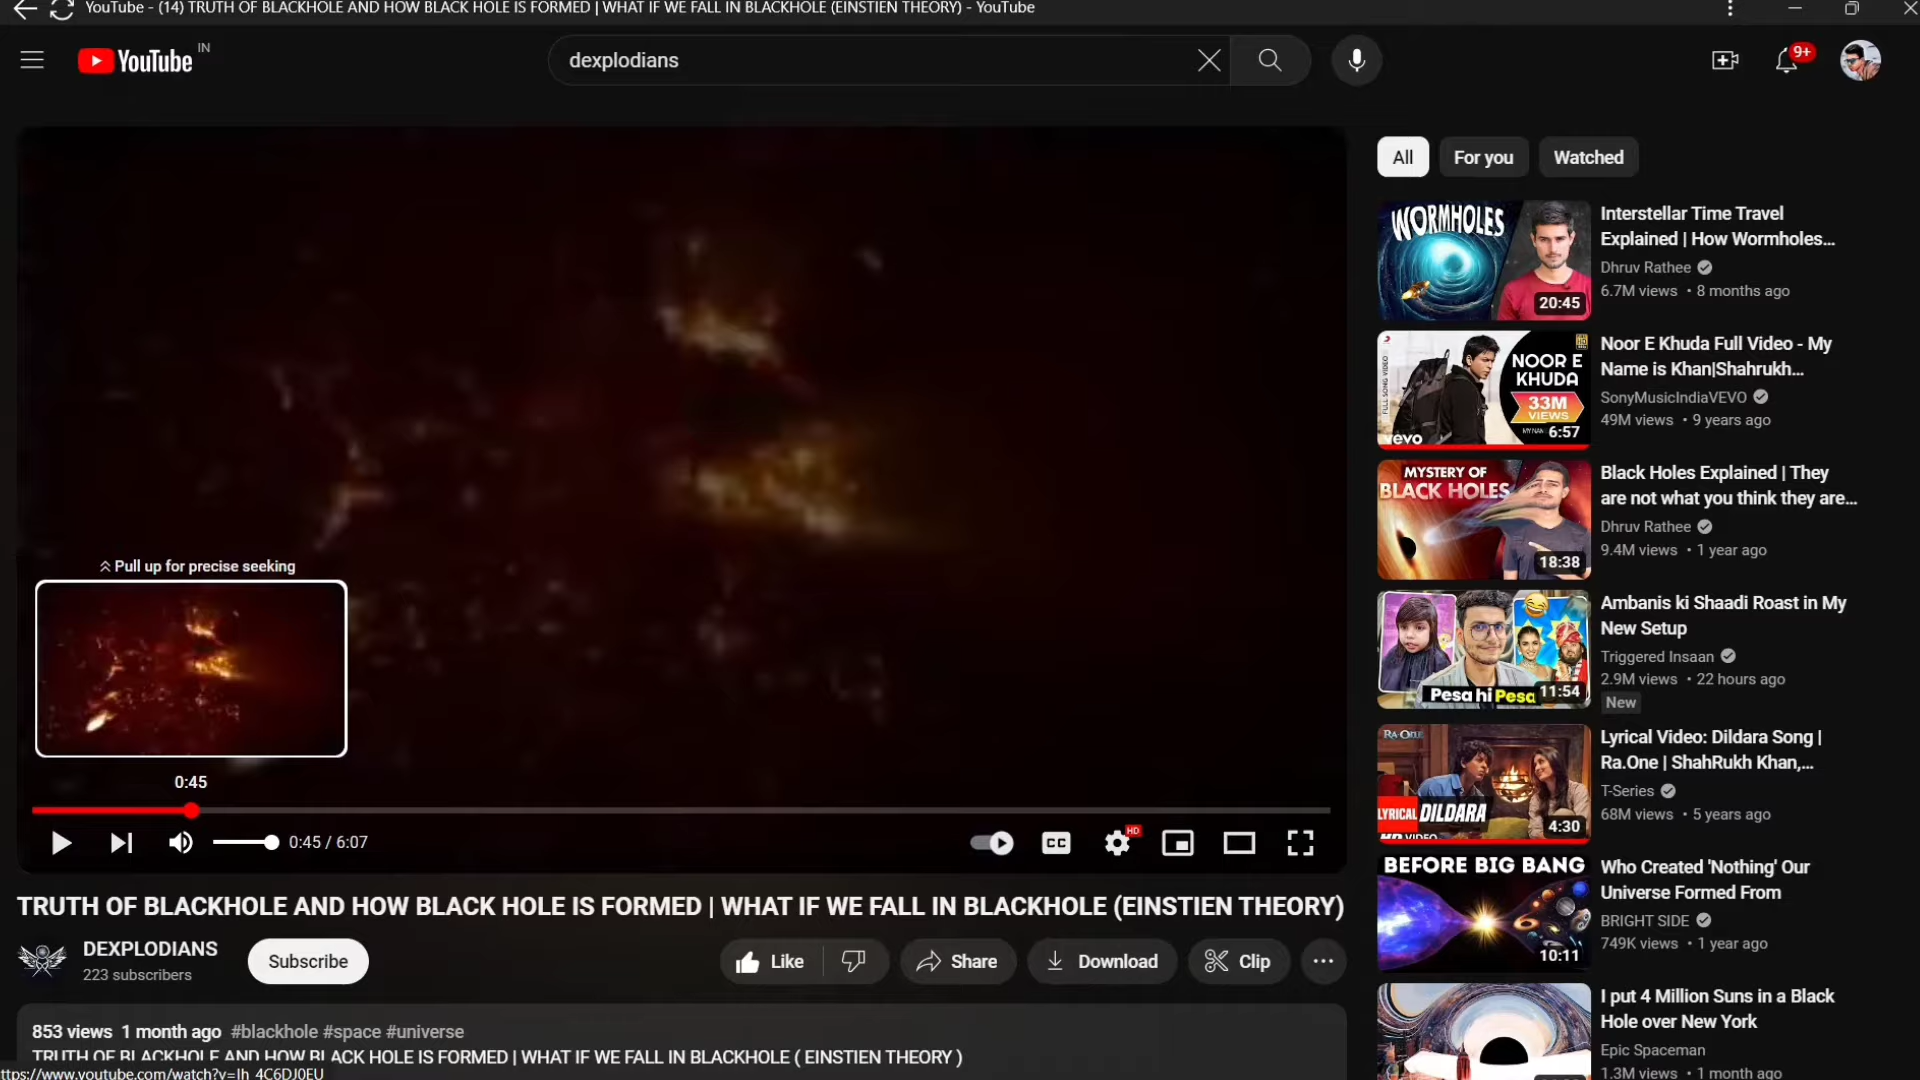 YouTube - (14) TRUTH OF BLACKHOLE AND HOW BLACK HOLE IS FORMED | WHAT IF WE FALL IN BLACKHOLE (EINSTIEN THEORY) - YouTube
YouTube IN
dexplodians
9+
All
For you
Watched
WORMHOLES
20:45
Interstellar Time Travel
Explained | How Wormholes...
Dhruv Rathee
6.7M views • 8 months ago
FULL SONG VIDEO
NOOR E
KHUDA
33M
VIEWS
vevo
6:57
Noor E Khuda Full Video - My
Name is Khan|Shahrukh...
SonyMusicIndiaVEVO
49M views • 9 years ago
MYSTERY OF
BLACK HOLES
18:38
Black Holes Explained | They
are not what you think they are...
Dhruv Rathee
9.4M views • 1 year ago
Pesa hi Pesa
11:54
Ambanis ki Shaadi Roast in My
New Setup
Triggered Insaan
2.9M views • 22 hours ago
New
RA.ONE
LYRICAL DILDARA
HD VIDEO
4:30
Lyrical Video: Dildara Song |
Ra.One | ShahRukh Khan,...
T-Series
68M views • 5 years ago
BEFORE BIG BANG
10:11
Who Created 'Nothing' Our
Universe Formed From
BRIGHT SIDE
749K views • 1 year ago
I put 4 Million Suns in a Black
Hole over New York
Epic Spaceman
1.3M views • 1 month ago
Pull up for precise seeking
0:45
0:45 / 6:07
CC
HD
TRUTH OF BLACKHOLE AND HOW BLACK HOLE IS FORMED | WHAT IF WE FALL IN BLACKHOLE (EINSTIEN THEORY)
DEXPLODIANS
223 subscribers
Subscribe
Like
Share
Download
Clip
853 views 1 month ago #blackhole #space #universe
TRUTH OF BLACKHOLE AND HOW BLACK HOLE IS FORMED | WHAT IF WE FALL IN BLACKHOLE ( EINSTIEN THEORY )